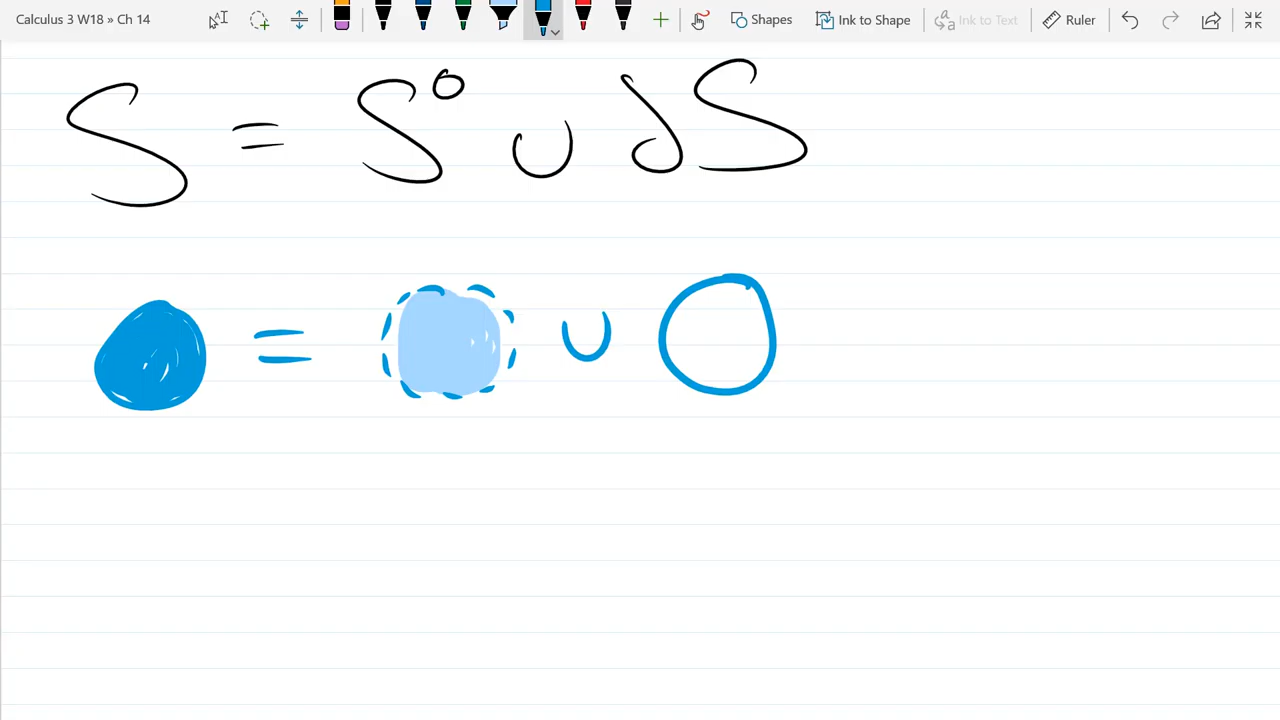 Calculus 3 W18 » Ch 14
Shapes
Ink to Shape
Ink to Text
Ruler
S = S° ∪ ∂S
= ∪